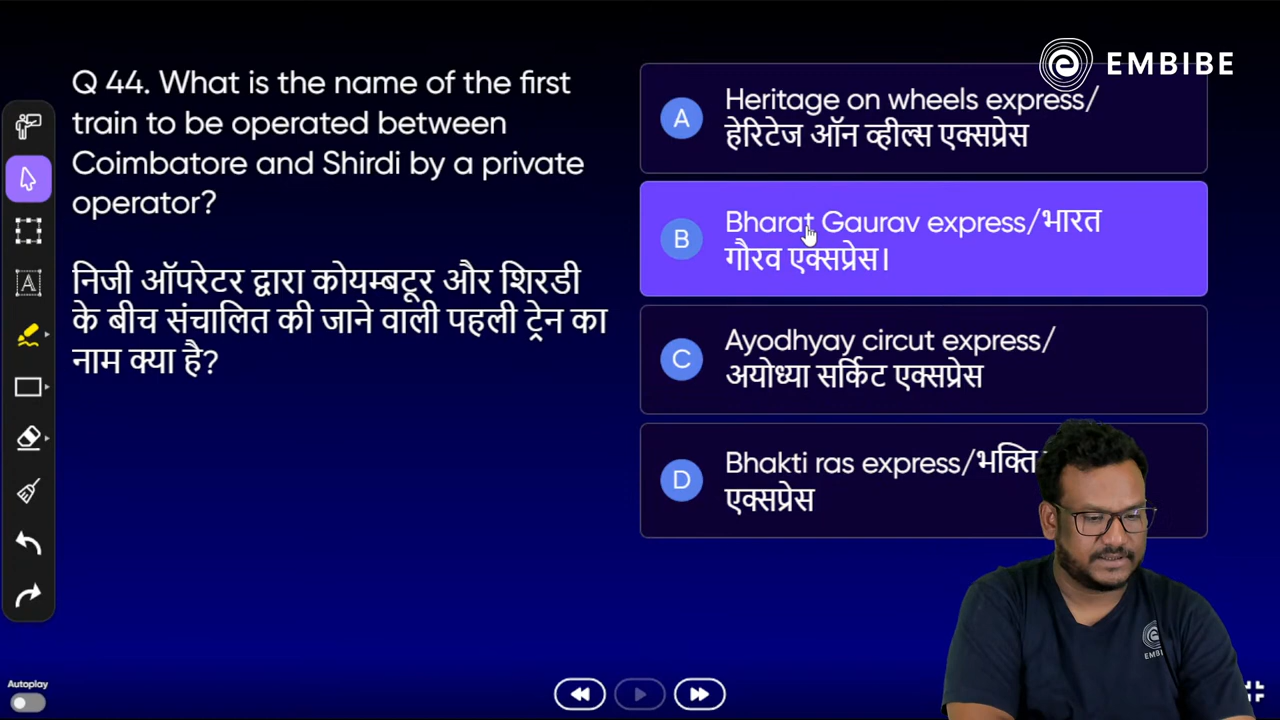 EMBIBE
Q 44. What is the name of the first
train to be operated between
Coimbatore and Shirdi by a private
operator?
निजी ऑपरेटर द्वारा कोयम्बटूर और शिरडी
के बीच संचालित की जाने वाली पहली ट्रेन का
नाम क्या है?
A
Heritage on wheels express/
हेरिटेज ऑन व्हील्स एक्सप्रेस
B
Bharat Gaurav express/भारत
गौरव एक्सप्रेस।
C
Ayodhyay circut express/
अयोध्या सर्किट एक्सप्रेस
D
Bhakti ras express/भक्ति
एक्सप्रेस
A
Autoplay